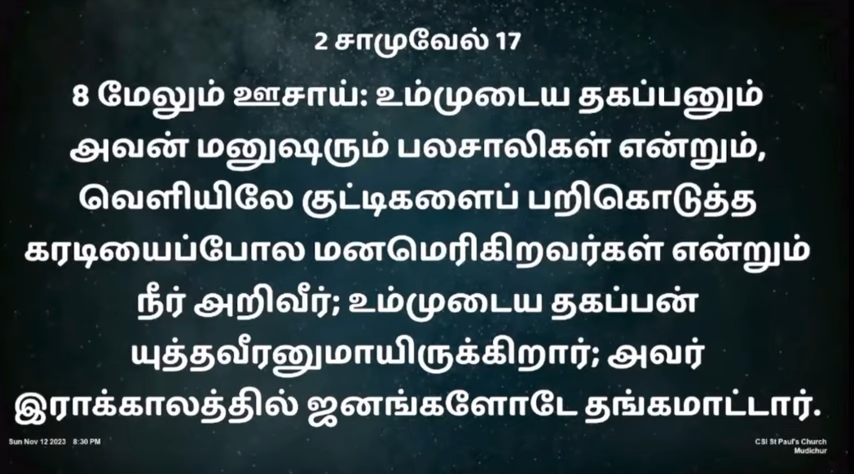 2 சாமுவேல் 17
8 மேலும் ஊசாய்: உம்முடைய தகப்பனும்
அவன் மனுஷரும் பலசாலிகள் என்றும்,
வெளியிலே குட்டிகளைப் பறிகொடுத்த
கரடியைப்போல மனமெரிகிறவர்கள் என்றும்
நீர் அறிவீர்; உம்முடைய தகப்பன்
யுத்தவீரனுமாயிருக்கிறார்; அவர்
இராக்காலத்தில் ஜனங்களோடே தங்கமாட்டார்.
Sun Nov 12 2023 8:30 PM
CSI St Paul's Church
Mudichur